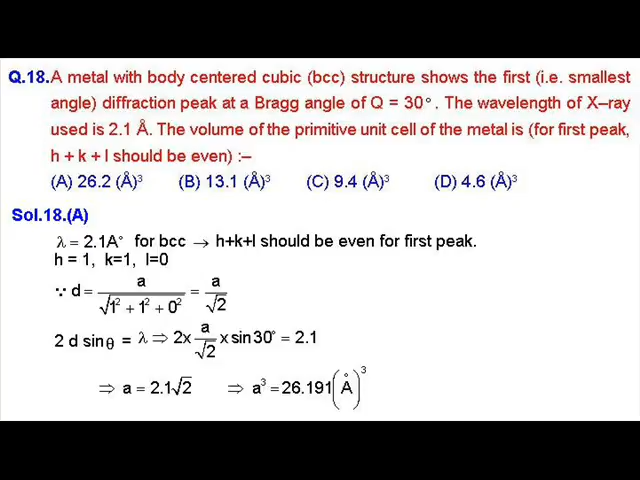 Q.18. A metal with body centered cubic (bcc) structure shows the first (i.e. smallest
angle) diffraction peak at a Bragg angle of Q = 30°. The wavelength of X–ray
used is 2.1 Å. The volume of the primitive unit cell of the metal is (for first peak,
h + k + l should be even) :–
(A) 26.2 (Å)³ (B) 13.1 (Å)³ (C) 9.4 (Å)³ (D) 4.6 (Å)³
Sol.18.(A)
λ = 2.1A° for bcc → h+k+l should be even for first peak.
h = 1, k=1, l=0
∵ d = a / √(1² + 1² + 0²) = a / √2
2 d sinθ = λ ⇒ 2x a/√2 x sin30° = 2.1
⇒ a = 2.1√2 ⇒ a³ = 26.191(Å)³